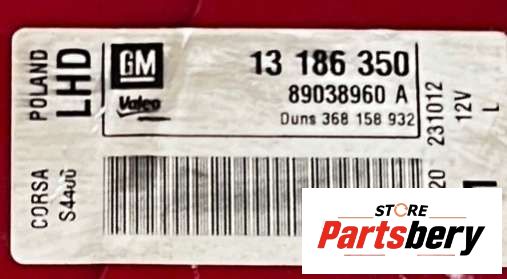 POLAND
LHD
GM
Valeo
13 186 350
89038960 A
Duns 368 158 932
231012
12V
L
CORSA
S4400
20
STORE
Partsbery